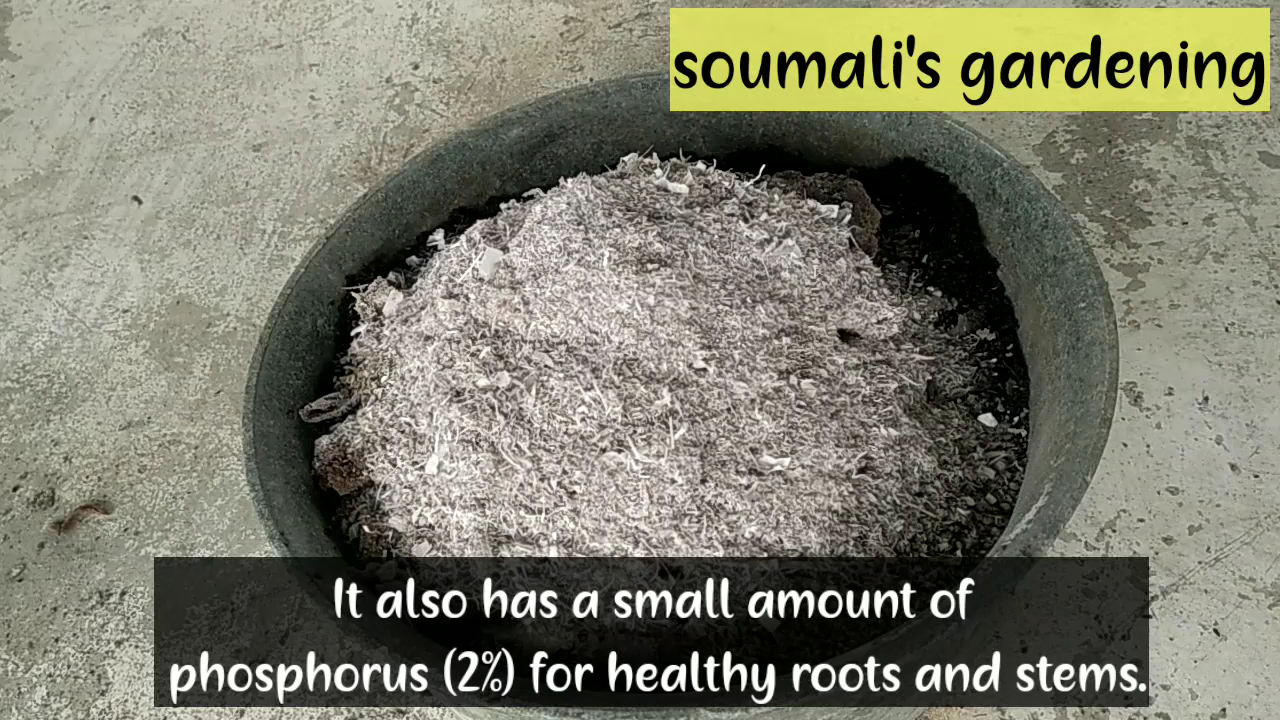 soumali's gardening
It also has a small amount of
phosphorus (2%) for healthy roots and stems.